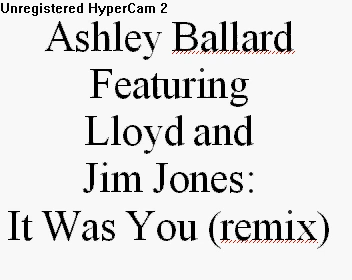 Unregistered HyperCam 2
Ashley Ballard
Featuring
Lloyd and
Jim Jones:
It Was You (remix)